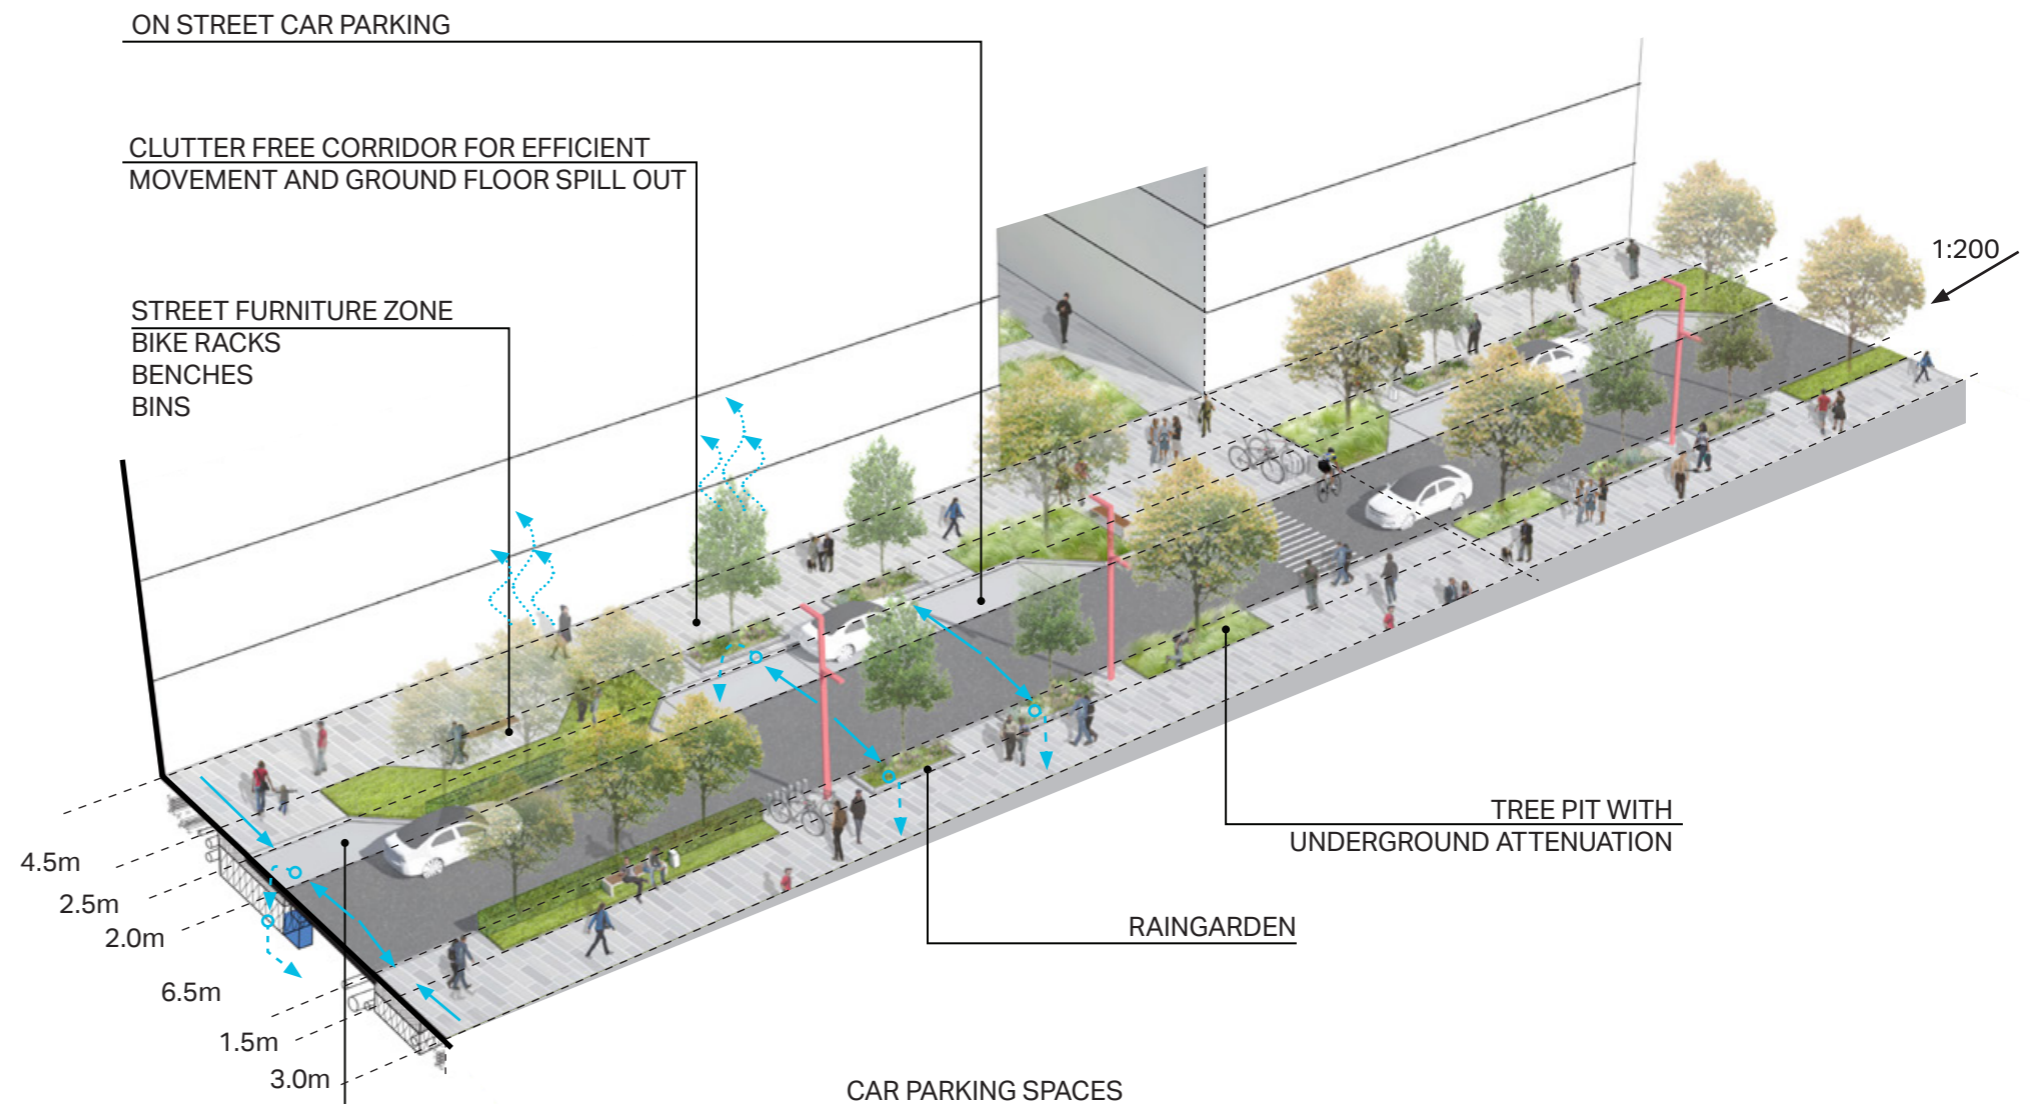 ON STREET CAR PARKING
CLUTTER FREE CORRIDOR FOR EFFICIENT
MOVEMENT AND GROUND FLOOR SPILL OUT
STREET FURNITURE ZONE
BIKE RACKS
BENCHES
BINS
1:200
TREE PIT WITH
UNDERGROUND ATTENUATION
RAINGARDEN
4.5m
2.5m
2.0m
6.5m
1.5m
3.0m
CAR PARKING SPACES